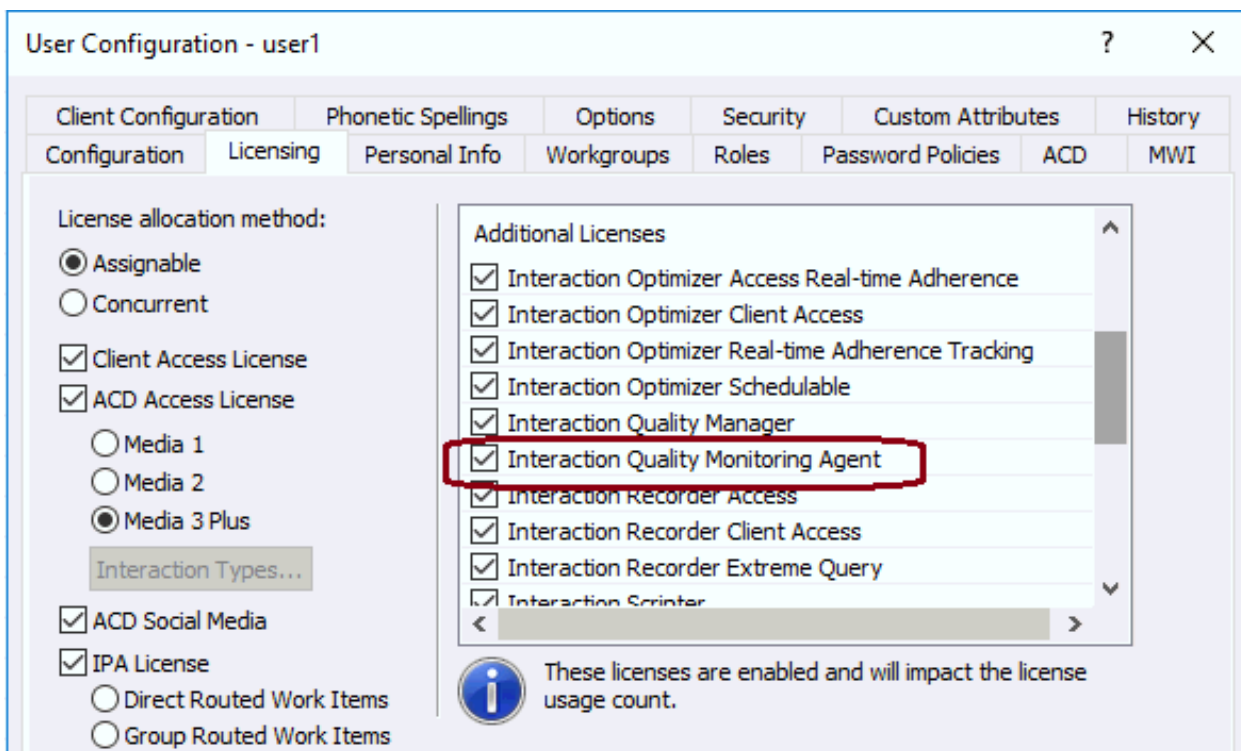 User Configuration - user1
? X
Client Configuration Phonetic Spellings Options Security Custom Attributes History
Configuration Licensing Personal Info Workgroups Roles Password Policies ACD MWI
License allocation method:
Assignable
Concurrent
Client Access License
ACD Access License
Media 1
Media 2
Media 3 Plus
Interaction Types...
ACD Social Media
IPA License
Direct Routed Work Items
Group Routed Work Items
Additional Licenses
Interaction Optimizer Access Real-time Adherence
Interaction Optimizer Client Access
Interaction Optimizer Real-time Adherence Tracking
Interaction Optimizer Schedulable
Interaction Quality Manager
Interaction Quality Monitoring Agent
Interaction Recorder Access
Interaction Recorder Client Access
Interaction Recorder Extreme Query
Interaction Scripter
These licenses are enabled and will impact the license
usage count.